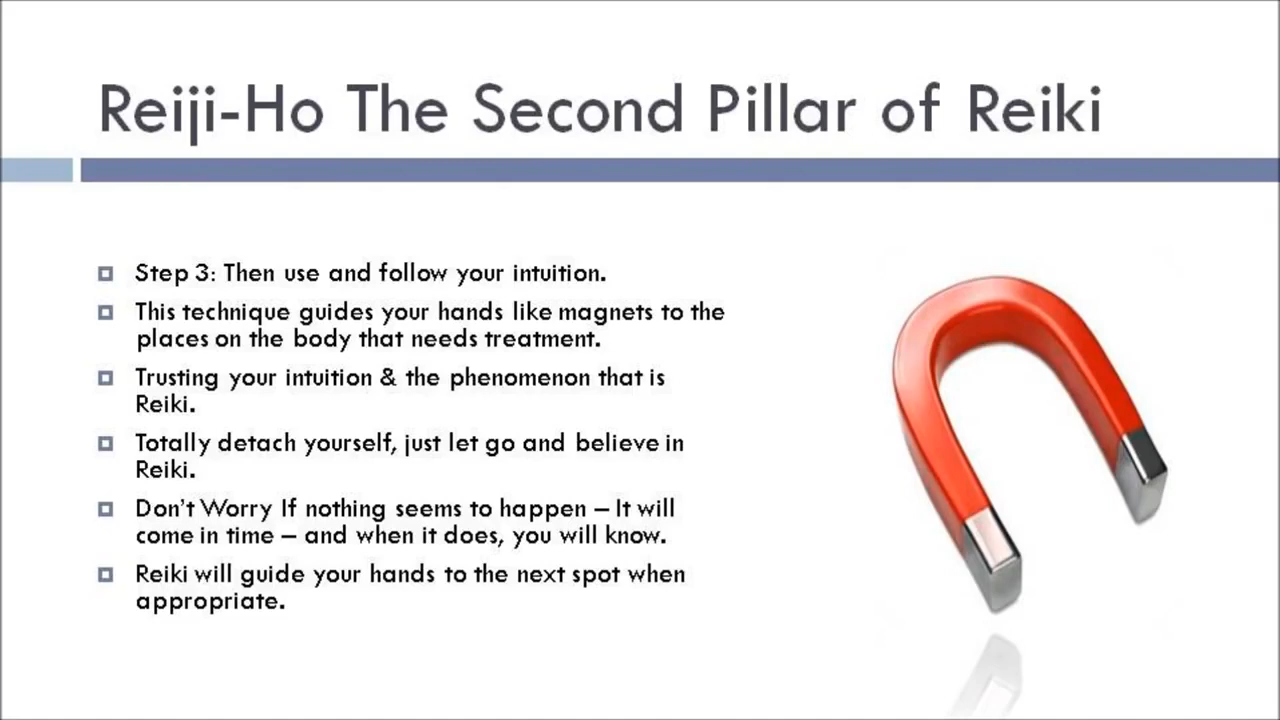 Reiji-Ho The Second Pillar of Reiki
Step 3: Then use and follow your intuition.
This technique guides your hands like magnets to the
places on the body that needs treatment.
Trusting your intuition & the phenomenon that is
Reiki.
Totally detach yourself, just let go and believe in
Reiki.
Don't Worry If nothing seems to happen – It will
come in time – and when it does, you will know.
Reiki will guide your hands to the next spot when
appropriate.